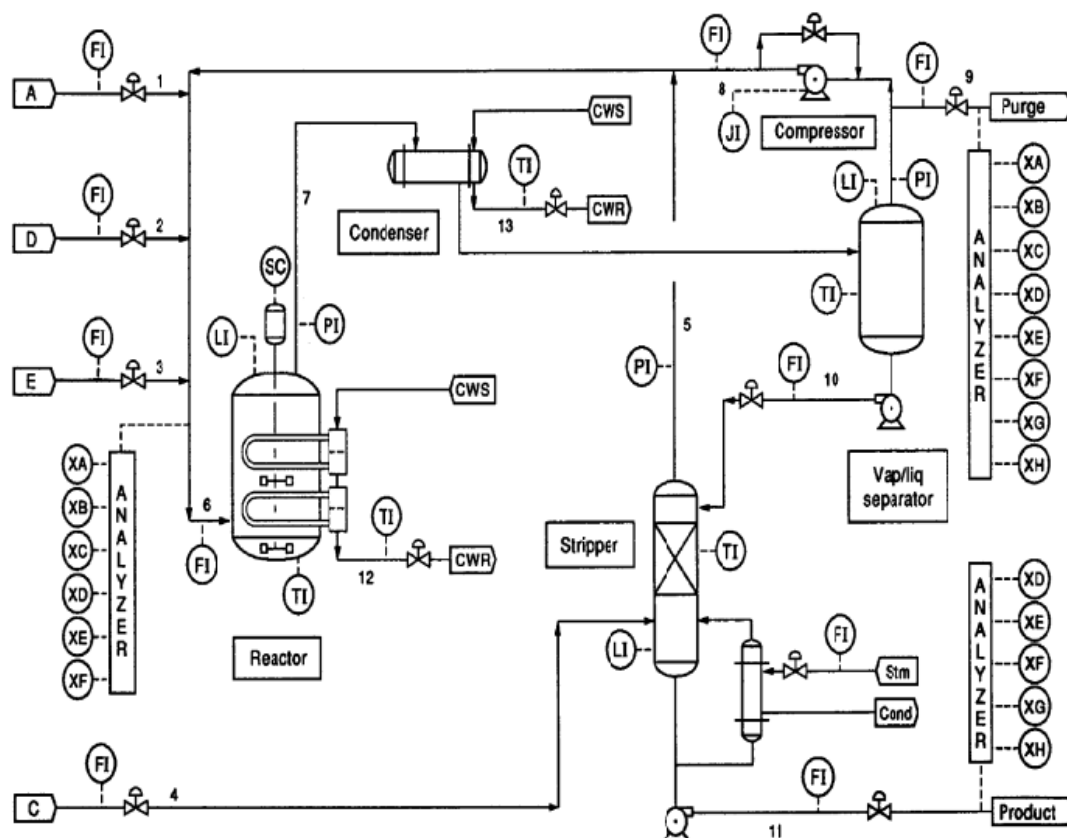 FI
FI
FI
9
A
1
8
Purge
CWS
JI
Compressor
XA
TI
LI
PI
7
FI
XB
CWR
13
D
2
Condenser
XC
A
N
A
L
Y
Z
E
R
SC
TI
XD
LI
PI
5
XE
FI
PI
FI
10
XF
E
3
CWS
XG
XA
A
N
A
L
Y
Z
E
R
XH
XB
6
TI
Vap/liq
separator
XC
FI
Stripper
TI
XD
TI
12
CWR
XD
A
N
A
L
Y
Z
E
R
XE
XE
Reactor
LI
FI
XF
XF
Stm
XG
Cond
XH
FI
FI
C
4
Product
11